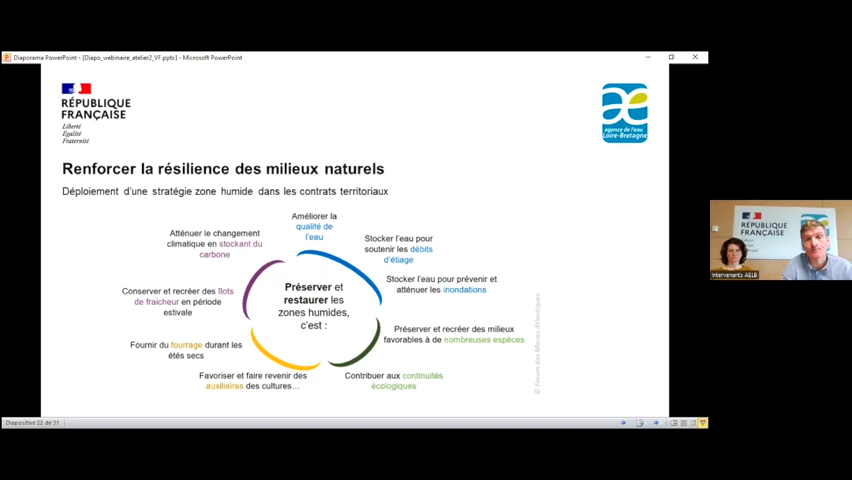 Diaporama PowerPoint - [Diapo_webinaire_atelier2_VF.pptx] - Microsoft PowerPoint
RÉPUBLIQUE
FRANÇAISE
Liberté
Égalité
Fraternité
agence de l'eau
Loire-Bretagne
Renforcer la résilience des milieux naturels
Déploiement d'une stratégie zone humide dans les contrats territoriaux
Améliorer la
qualité de
l'eau
Stocker l'eau pour
soutenir les débits
d'étiage
Stocker l'eau pour prévenir et
atténuer les inondations
Préserver et recréer des milieux
favorables à de nombreuses espèces
Contribuer aux continuités
écologiques
Favoriser et faire revenir des
auxiliaires des cultures…
Fournir du fourrage durant les
étés secs
Conserver et recréer des îlots
de fraicheur en période
estivale
Atténuer le changement
climatique en stockant du
carbone
Préserver et
restaurer les
zones humides,
c'est :
© Forum des Marais Atlantiques
Diapositive 22 de 31
RÉPUBLIQUE
FRANÇAISE
Intervenants AELB